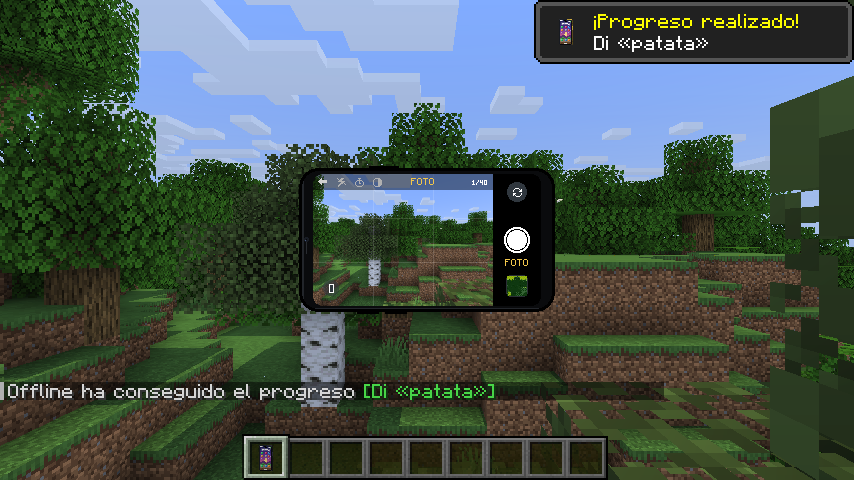 ¡Progreso realizado!
Di «patata»
FOTO
1/40
FOTO
Offline ha conseguido el progreso [Di «patata»]